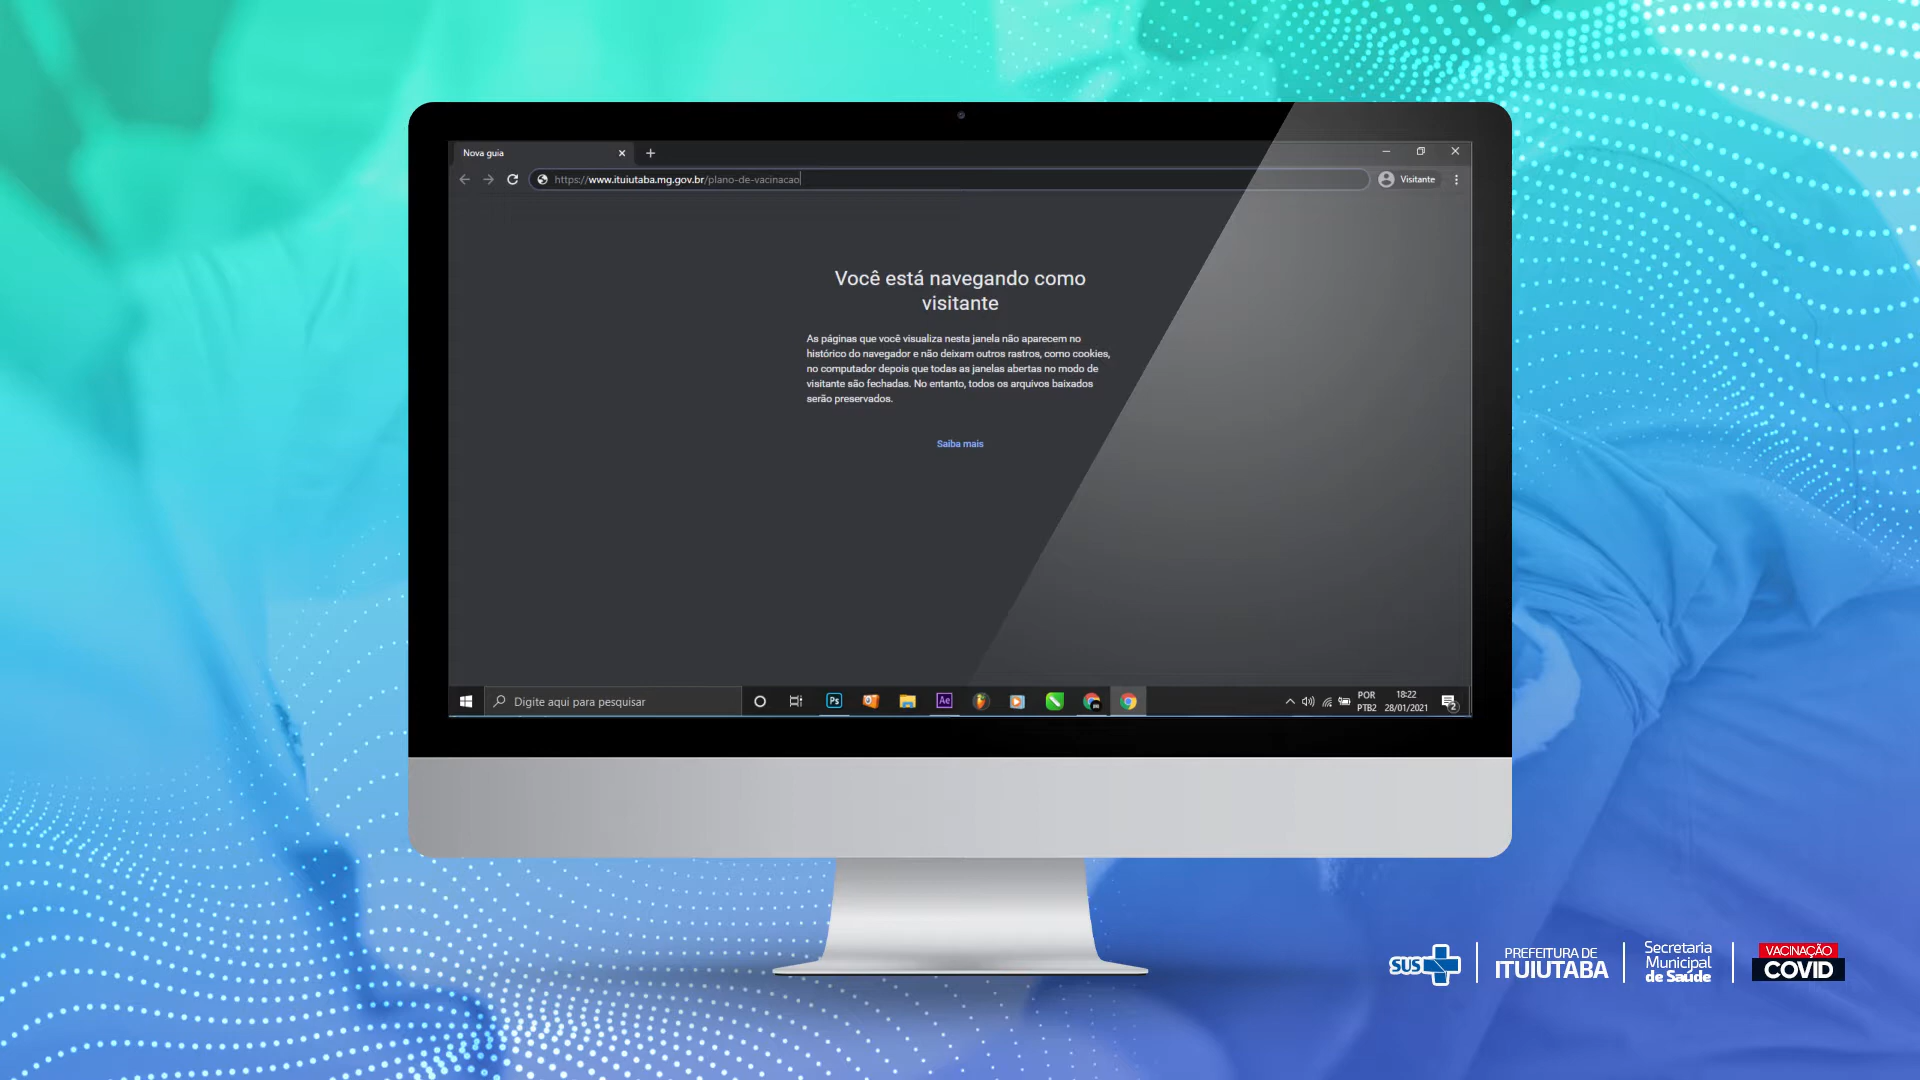 Nova guia
https://www.ituiutaba.mg.gov.br/plano-de-vacinacao
Visitante
Você está navegando como
visitante
As páginas que você visualiza nesta janela não aparecem no
histórico do navegador e não deixam outros rastros, como cookies,
no computador depois que todas as janelas abertas no modo de
visitante são fechadas. No entanto, todos os arquivos baixados
serão preservados.
Saiba mais
Digite aqui para pesquisar
Ps
Ae
POR
PTB2
18:22
28/01/2021
2
SUS
PREFEITURA DE
ITUIUTABA
Secretaria
Municipal
de Saúde
VACINAÇÃO
COVID